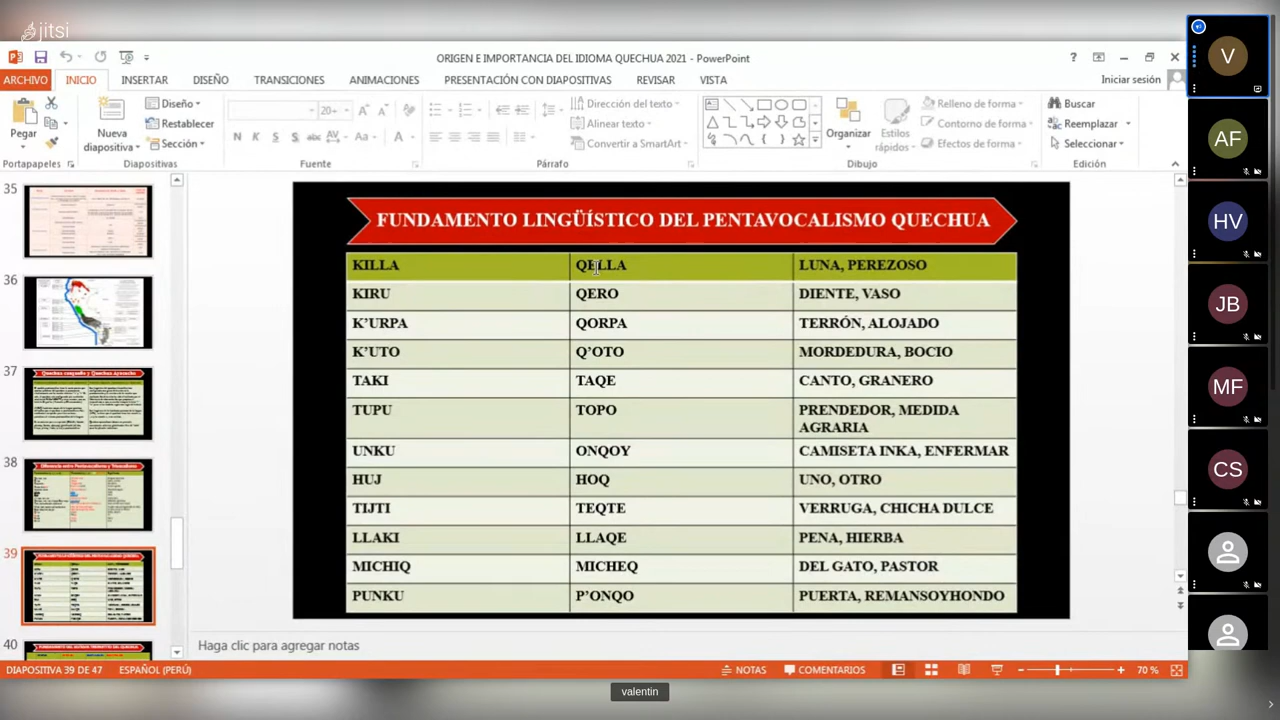 jitsi
ORIGEN E IMPORTANCIA DEL IDIOMA QUECHUA 2021 - PowerPoint
ARCHIVO INICIO INSERTAR DISEÑO TRANSICIONES ANIMACIONES PRESENTACIÓN CON DIAPOSITIVAS REVISAR VISTA Iniciar sesión
Pegar
Nueva diapositiva
Diseño
Restablecer
Sección
20+
N K S abc AV Aa A
Dirección del texto
Alinear texto
Convertir a SmartArt
Organizar
Estilos rápidos
Relleno de forma
Contorno de forma
Efectos de forma
Buscar
Reemplazar
Seleccionar
Portapapeles Diapositivas Fuente Párrafo Dibujo Edición
35
36
37
38
39
40
FUNDAMENTO LINGÜÍSTICO DEL PENTAVOCALISMO QUECHUA
KILLA QELLA LUNA, PEREZOSO
KIRU QERO DIENTE, VASO
K’URPA QORPA TERRÓN, ALOJADO
K’UTO Q’OTO MORDEDURA, BOCIO
TAKI TAQE CANTO, GRANERO
TUPU TOPO PRENDEDOR, MEDIDA
AGRARIA
UNKU ONQOY CAMISETA INKA, ENFERMAR
HUJ HOQ UNO, OTRO
TIJTI TEQTE VERRUGA, CHICHA DULCE
LLAKI LLAQE PENA, HIERBA
MICHIQ MICHEQ DEL GATO, PASTOR
PUNKU P’ONQO PUERTA, REMANSOYHONDO
Haga clic para agregar notas
DIAPOSITIVA 39 DE 47 ESPAÑOL (PERÚ) NOTAS COMENTARIOS 70 %
valentin
V
AF
HV
JB
MF
CS